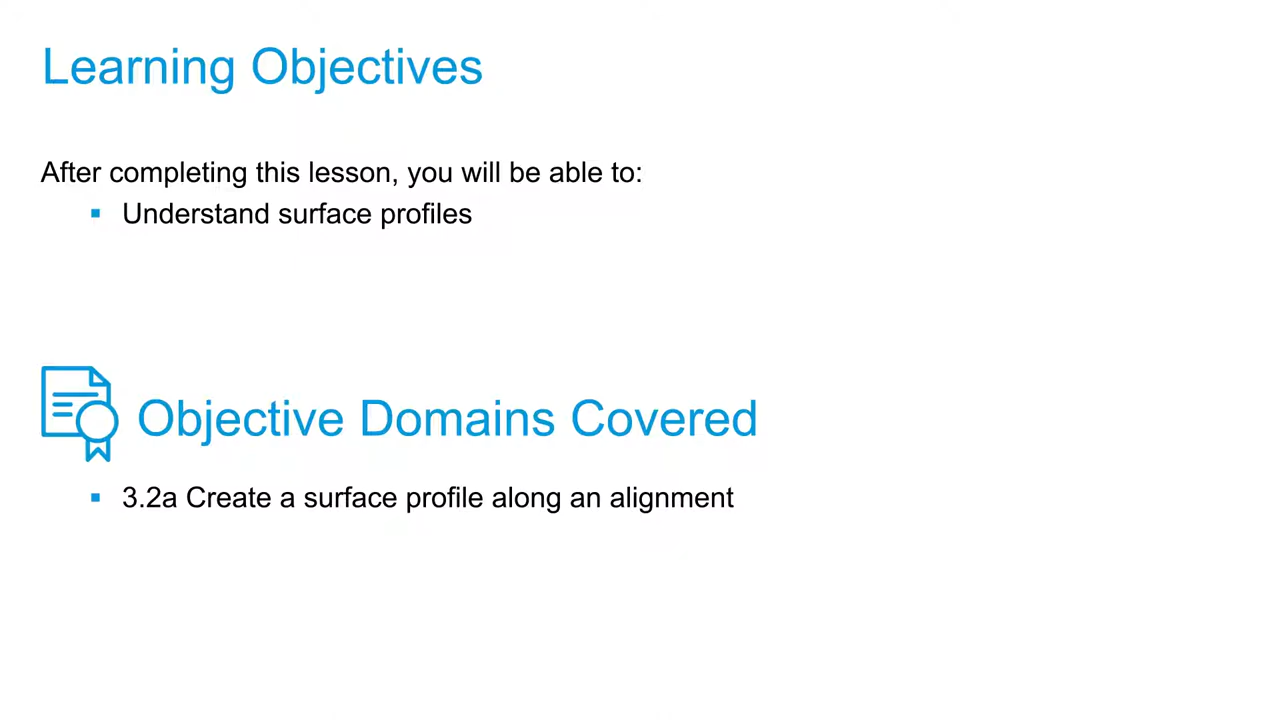 Learning Objectives
After completing this lesson, you will be able to:
▪ Understand surface profiles
Objective Domains Covered
▪ 3.2a Create a surface profile along an alignment